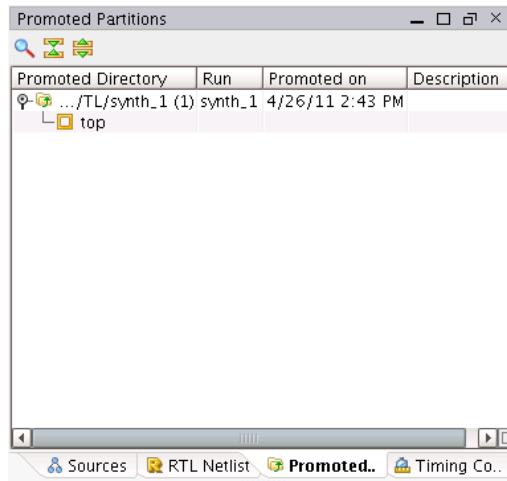 Promoted Partitions
Promoted Directory Run Promoted on Description
.../TL/synth_1 (1) synth_1 4/26/11 2:43 PM
top
Sources RTL Netlist Promoted.. Timing Co..